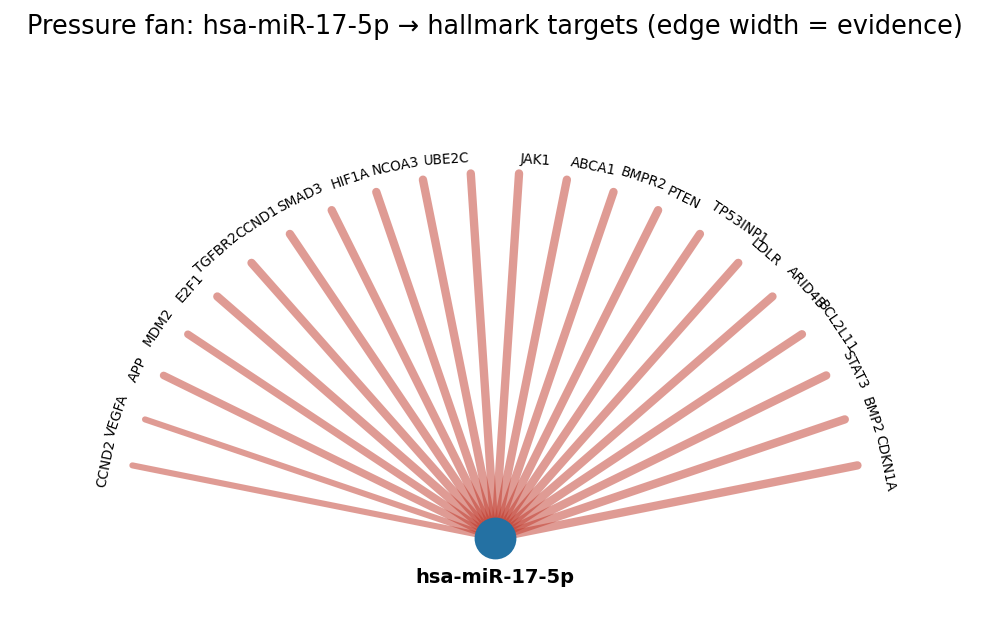 Pressure fan: hsa-miR-17-5p → hallmark targets (edge width = evidence)
CCND2
VEGFA
APP
MDM2
E2F1
TGFBR2
CCND1
SMAD3
HIF1A
NCOA3
UBE2C
JAK1
ABCA1
BMPR2
PTEN
TP53INP1
LDLR
ARID4B
BCL2L11
STAT3
BMP2
CDKN1A
hsa-miR-17-5p